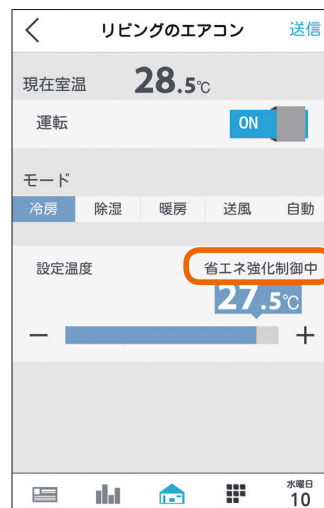 リビングのエアコン 送信
現在室温 28.5℃
運転 ON
モード
冷房 除湿 暖房 送風 自動
設定温度 省エネ強化制御中
27.5℃
− +
水曜日
10